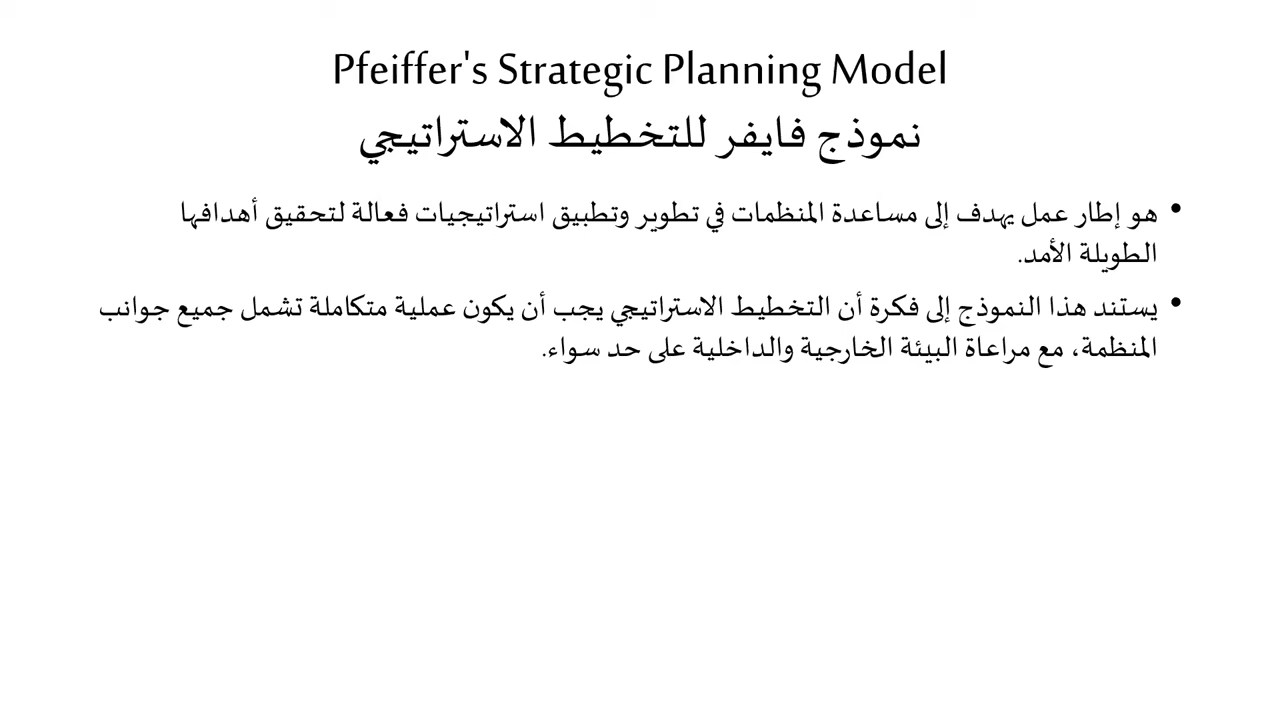 Pfeiffer's Strategic Planning Model
نموذج فايفر للتخطيط الاستراتيجي
• هو إطار عمل يهدف إلى مساعدة المنظمات في تطوير وتطبيق استراتيجيات فعالة لتحقيق أهدافها
الطويلة الأمد.
• يستند هذا النموذج إلى فكرة أن التخطيط الاستراتيجي يجب أن يكون عملية متكاملة تشمل جميع جوانب
المنظمة، مع مراعاة البيئة الخارجية والداخلية على حد سواء.